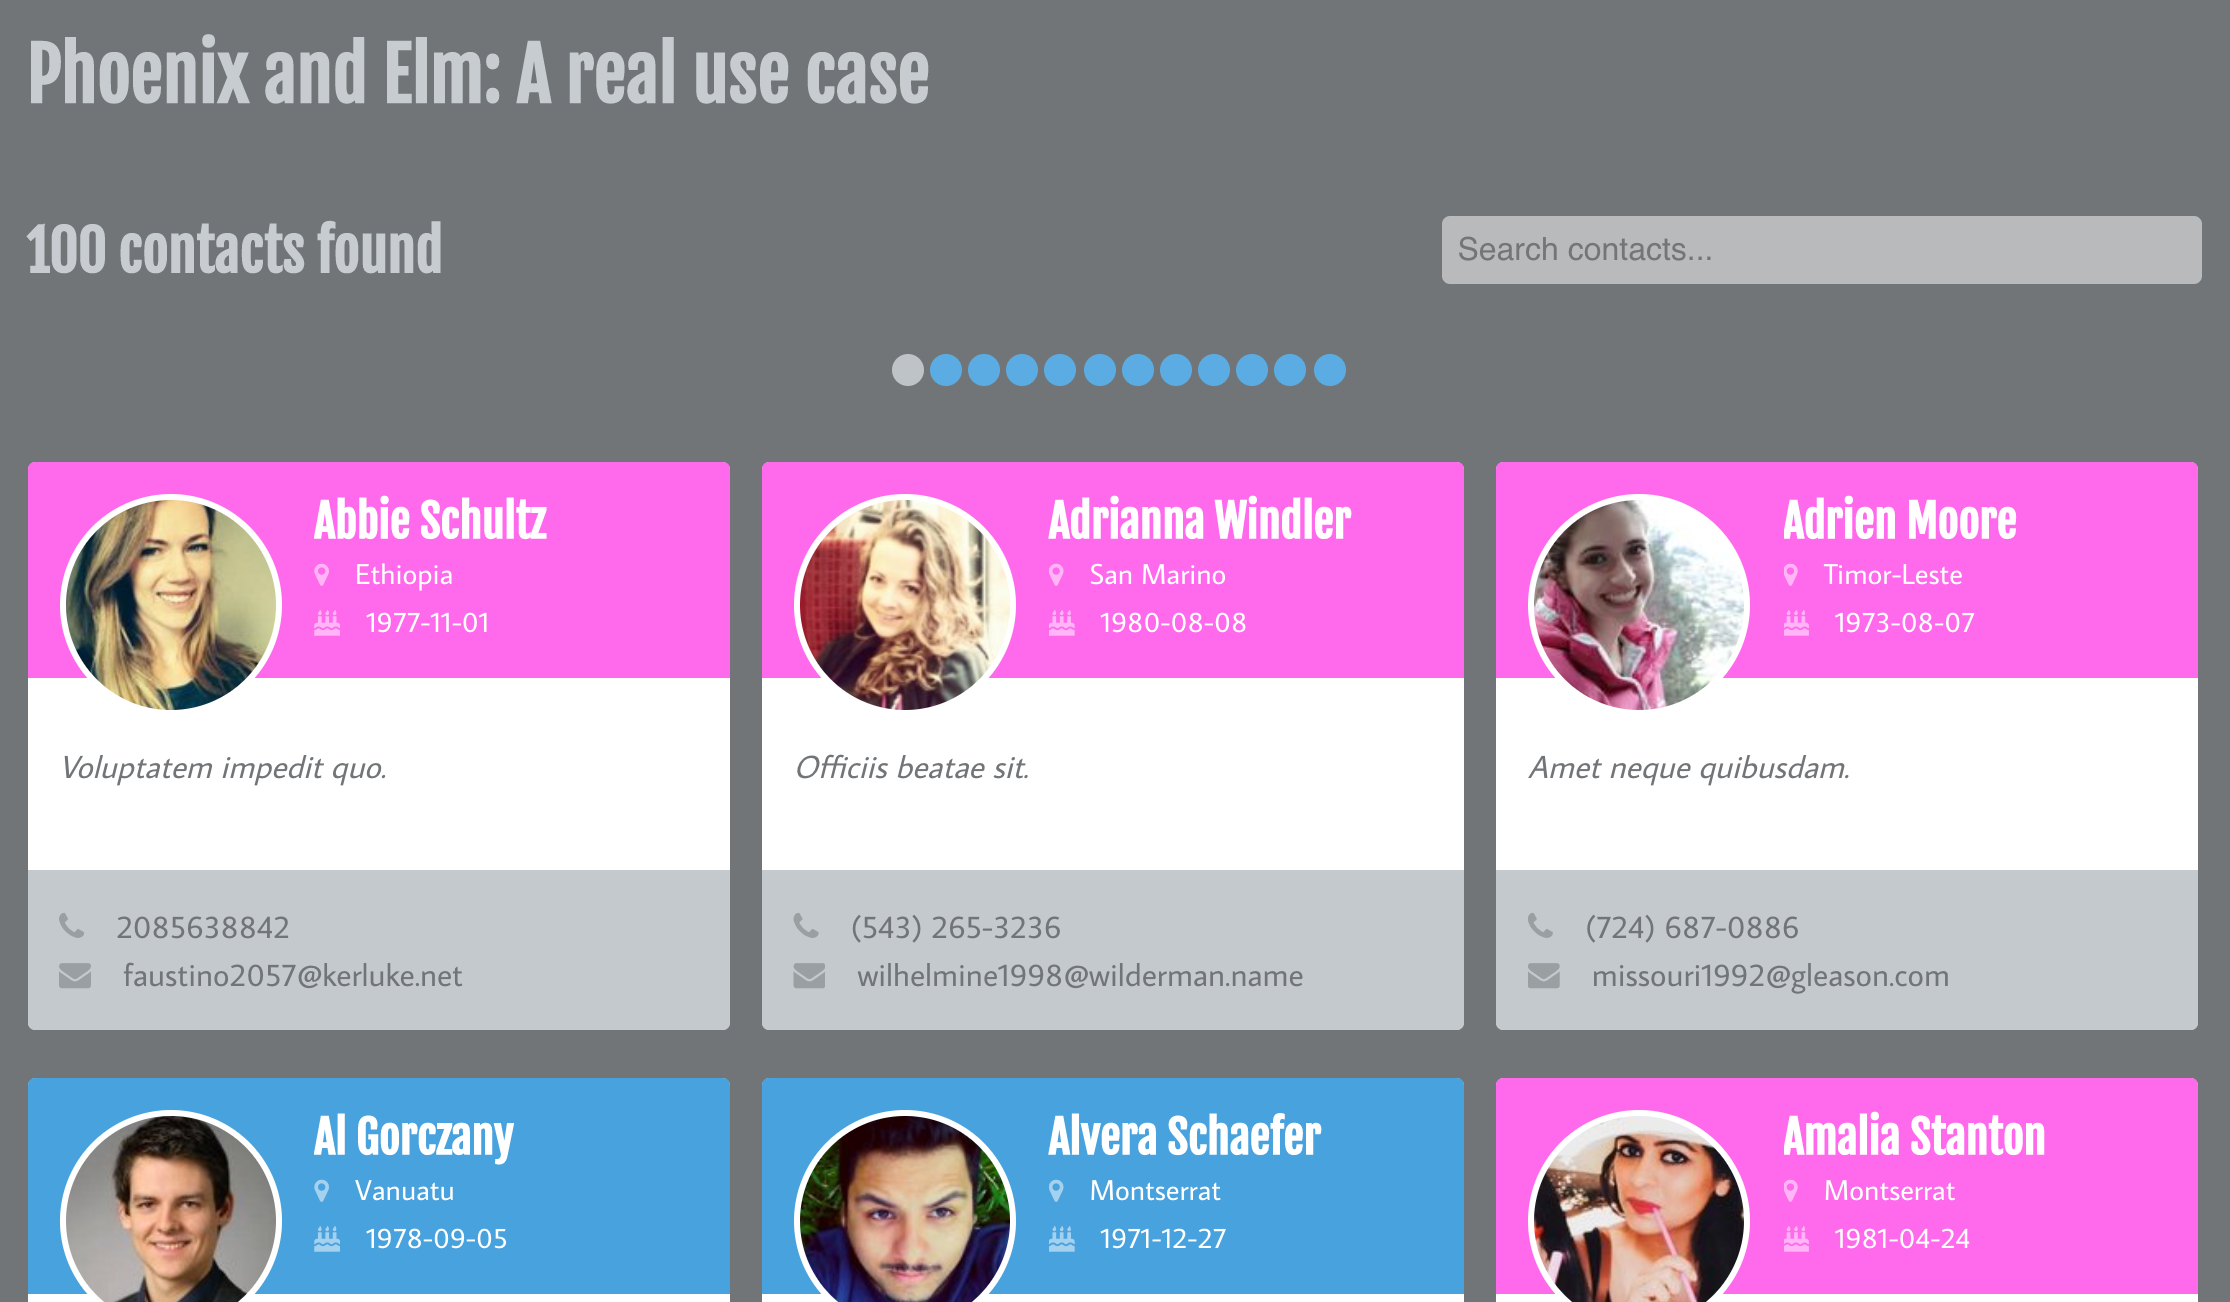 Phoenix and Elm: A real use case
100 contacts found
Search contacts...
Abbie Schultz
Ethiopia
1977-11-01
Voluptatem impedit quo.
2085638842
faustino2057@kerluke.net
Adrianna Windler
San Marino
1980-08-08
Officiis beatae sit.
(543) 265-3236
wilhelmine1998@wilderman.name
Adrien Moore
Timor-Leste
1973-08-07
Amet neque quibusdam.
(724) 687-0886
missouri1992@gleason.com
Al Gorczany
Vanuatu
1978-09-05
Alvera Schaefer
Montserrat
1971-12-27
Amalia Stanton
Montserrat
1981-04-24